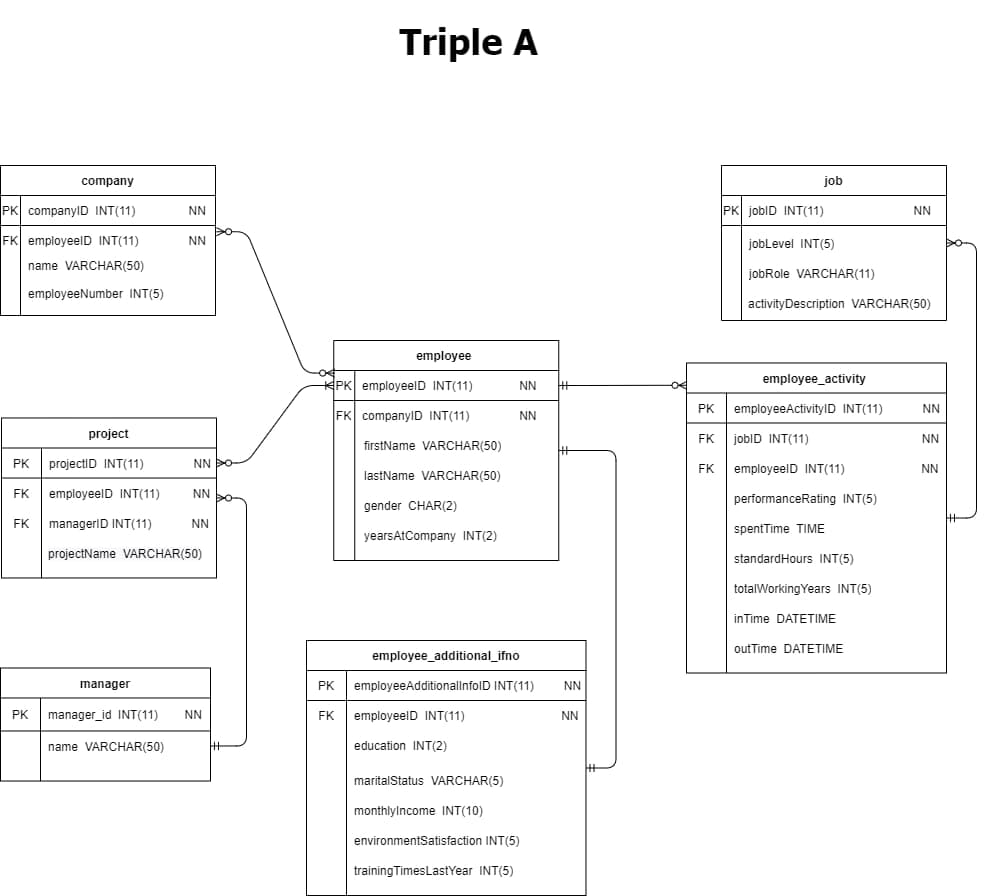 Triple A
company
PK companyID INT(11) NN
FK employeeID INT(11) NN
name VARCHAR(50)
employeeNumber INT(5)
job
PK jobID INT(11) NN
jobLevel INT(5)
jobRole VARCHAR(11)
activityDescription VARCHAR(50)
employee
PK employeeID INT(11) NN
FK companyID INT(11) NN
firstName VARCHAR(50)
lastName VARCHAR(50)
gender CHAR(2)
yearsAtCompany INT(2)
employee_activity
PK employeeActivityID INT(11) NN
FK jobID INT(11) NN
FK employeeID INT(11) NN
performanceRating INT(5)
spentTime TIME
standardHours INT(5)
totalWorkingYears INT(5)
inTime DATETIME
outTime DATETIME
project
PK projectID INT(11) NN
FK employeeID INT(11) NN
FK managerID INT(11) NN
projectName VARCHAR(50)
manager
PK manager_id INT(11) NN
name VARCHAR(50)
employee_additional_ifno
PK employeeAdditionalInfoID INT(11) NN
FK employeeID INT(11) NN
education INT(2)
maritalStatus VARCHAR(5)
monthlyIncome INT(10)
environmentSatisfaction INT(5)
trainingTimesLastYear INT(5)